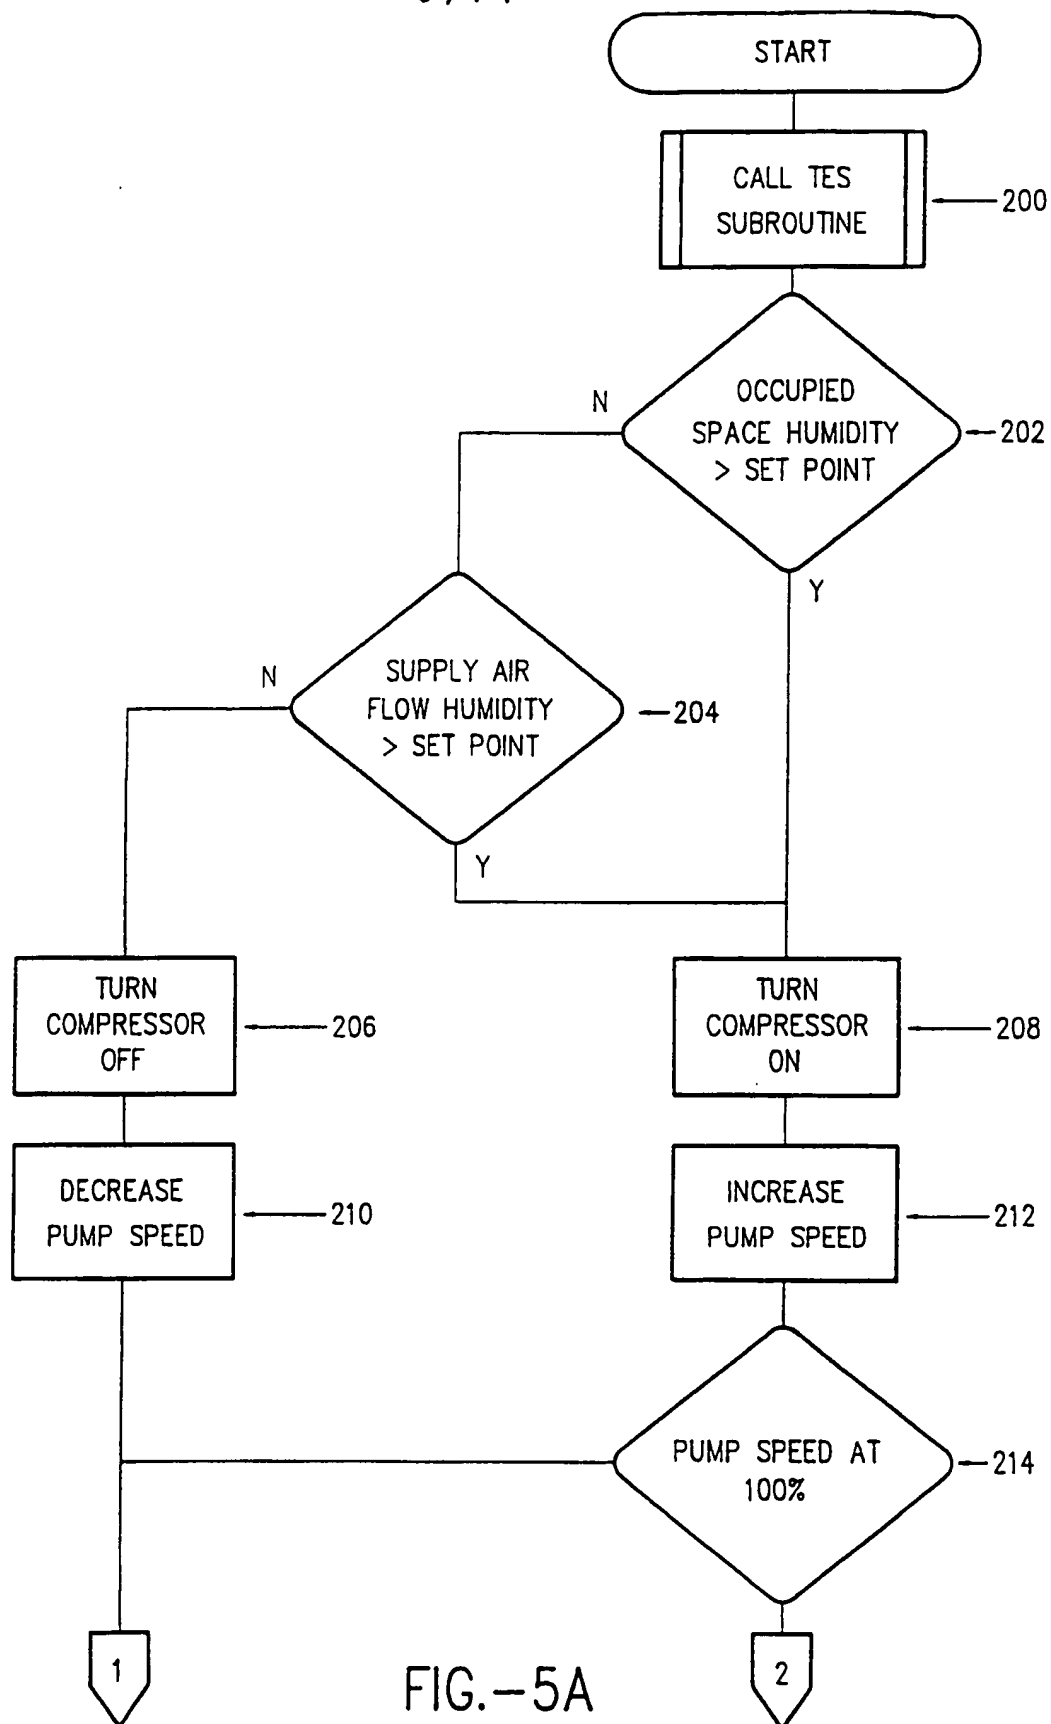 START
CALL TES
SUBROUTINE
200
OCCUPIED
SPACE HUMIDITY
> SET POINT
202
N
Y
SUPPLY AIR
FLOW HUMIDITY
> SET POINT
204
N
Y
TURN
COMPRESSOR
OFF
206
TURN
COMPRESSOR
ON
208
DECREASE
PUMP SPEED
210
INCREASE
PUMP SPEED
212
PUMP SPEED AT
100%
214
1
2
FIG.-5A